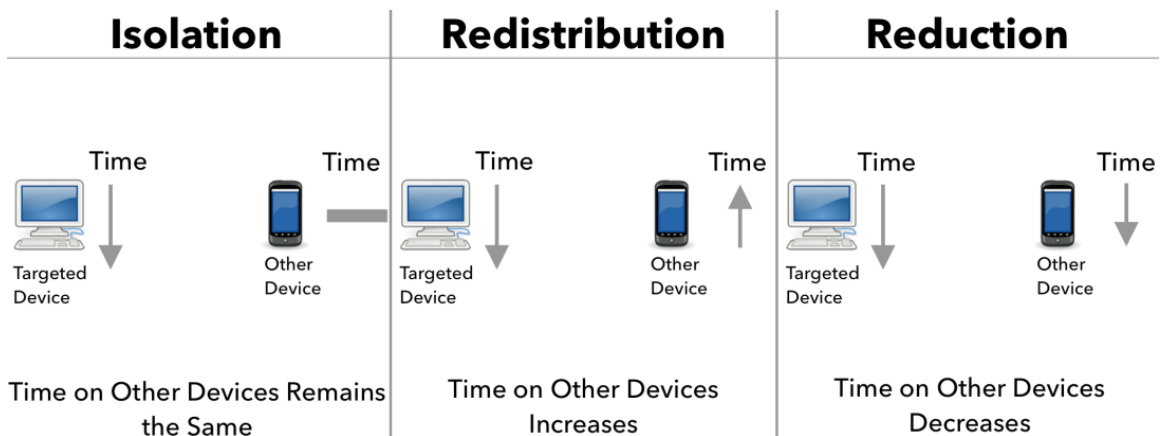 Isolation
Time
Time
Targeted
Device
Other
Device
Time on Other Devices Remains
the Same
Redistribution
Time
Time
Targeted
Device
Other
Device
Time on Other Devices
Increases
Reduction
Time
Time
Targeted
Device
Other
Device
Time on Other Devices
Decreases